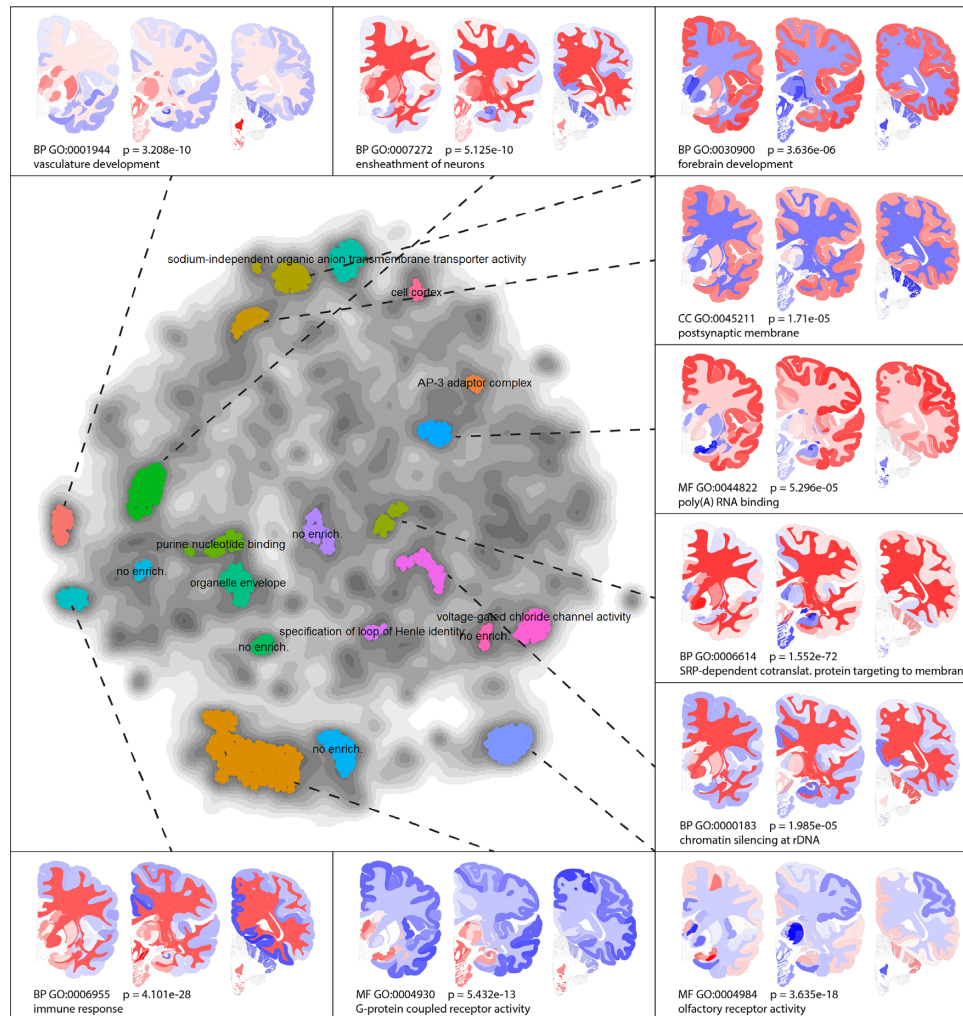 BP GO:0001944 p = 3.208e-10
vasculature development
BP GO:0007272 p = 5.125e-10
ensheathment of neurons
BP GO:0030900 p = 3.636e-06
forebrain development
sodium-independent organic anion transmembrane transporter activity
cell cortex
CC GO:0045211 p = 1.71e-05
postsynaptic membrane
AP-3 adaptor complex
MF GO:0044822 p = 5.296e-05
poly(A) RNA binding
no enrich.
purine nucleotide binding
no enrich.
organelle envelope
voltage-gated chloride channel activity
specification of loop of Henle identity
no enrich.
no enrich.
BP GO:0006614 p = 1.552e-72
SRP-dependent cotranslat. protein targeting to membran
no enrich.
BP GO:0000183 p = 1.985e-05
chromatin silencing at rDNA
BP GO:0006955 p = 4.101e-28
immune response
MF GO:0004930 p = 5.432e-13
G-protein coupled receptor activity
MF GO:0004984 p = 3.635e-18
olfactory receptor activity